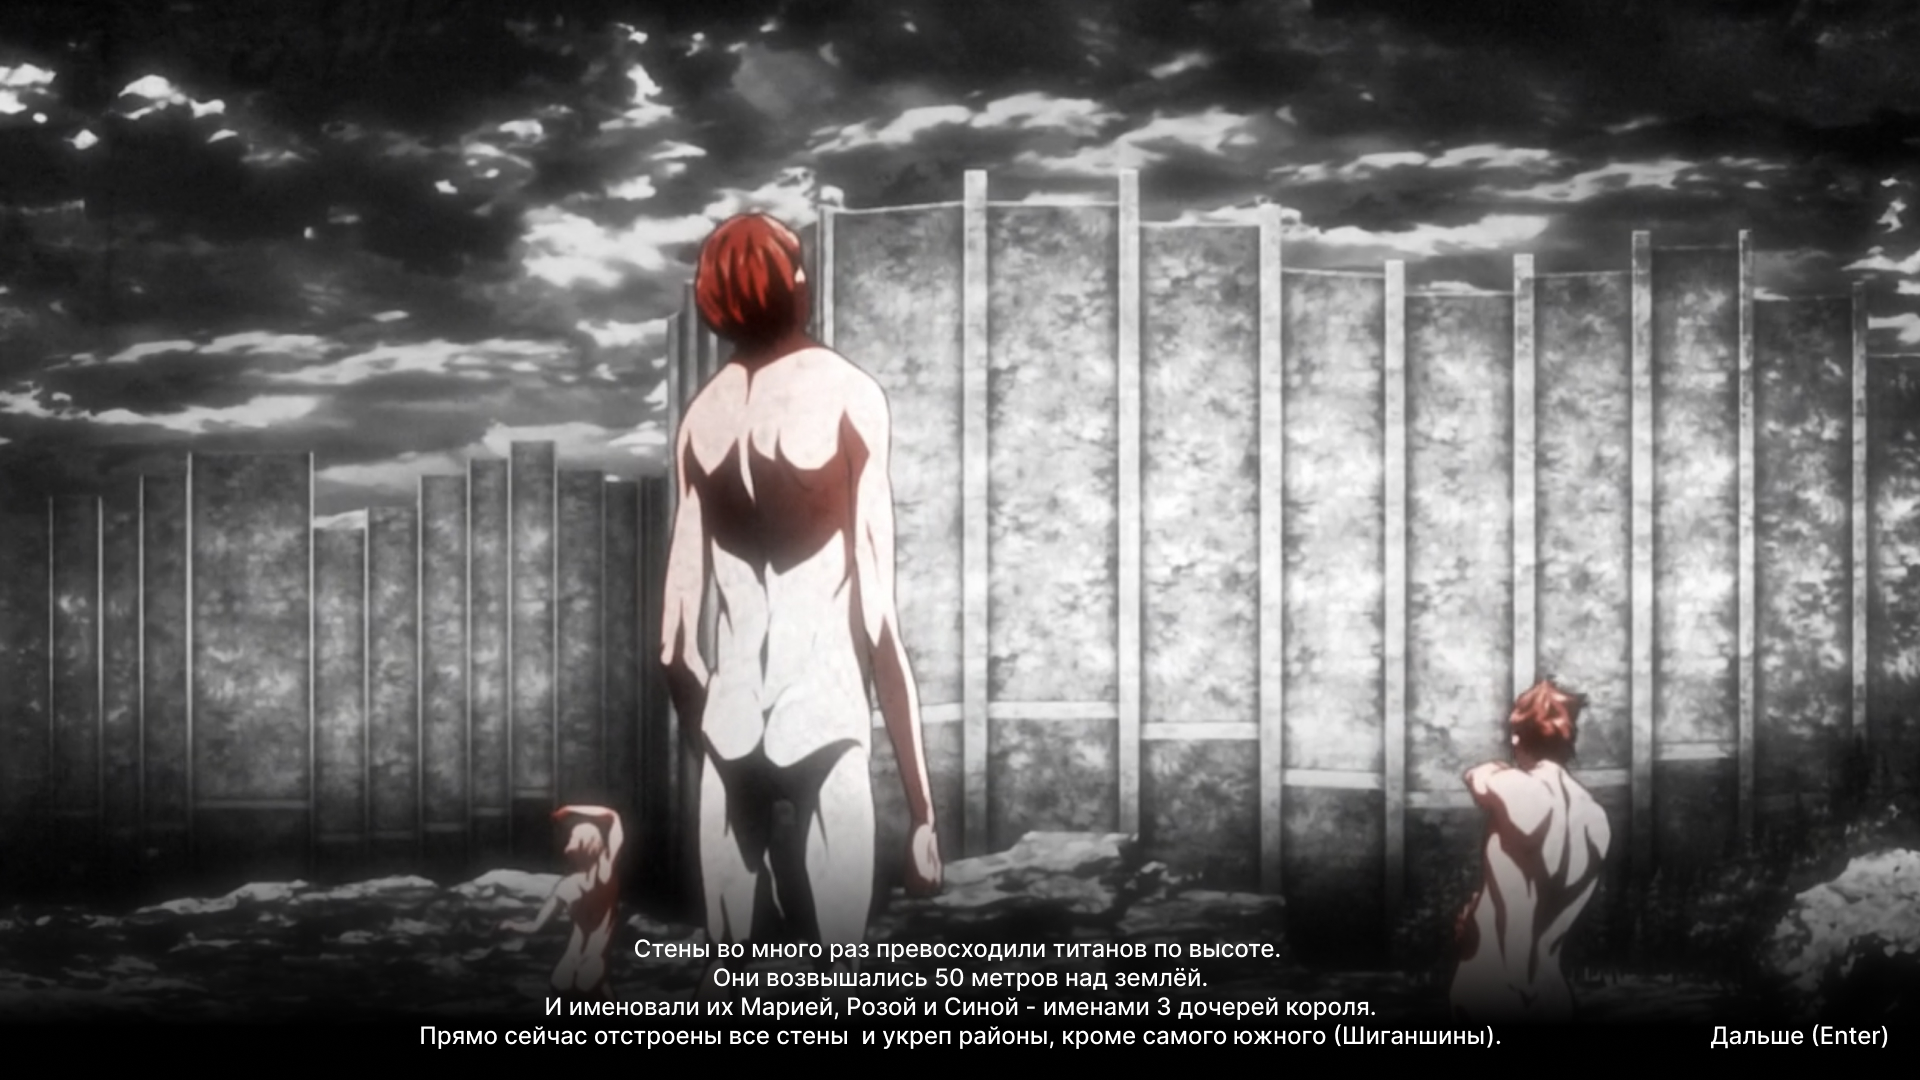 Стены во много раз превосходили титанов по высоте.
Они возвышались 50 метров над землёй.
И именовали их Марией, Розой и Синой - именами 3 дочерей короля.
Прямо сейчас отстроены все стены  и укреп районы, кроме самого южного (Шиганшины).
Дальше (Enter)